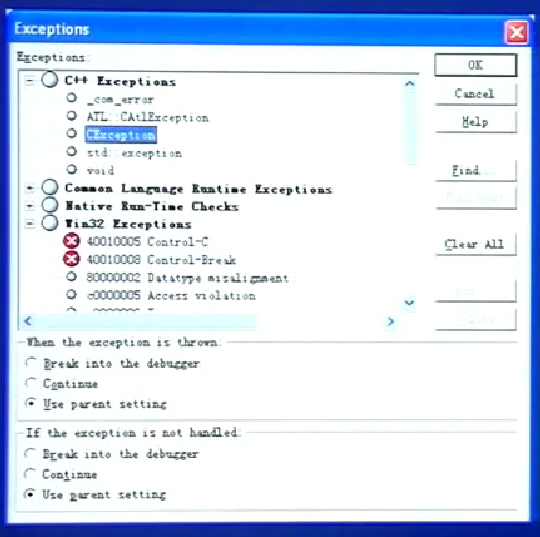 Exceptions
Exceptions:
C++ Exceptions
_com_error
ATL::CAtlException
CException
std::exception
void
Common Language Runtime Exceptions
Native Run-Time Checks
Win32 Exceptions
40010005 Control-C
40010008 Control-Break
80000002 Datatype misalignment
c0000005 Access violation
OK
Cancel
Help
Find...
Find Next
Clear All
When the exception is thrown:
Break into the debugger
Continue
Use parent setting
If the exception is not handled:
Break into the debugger
Continue
Use parent setting